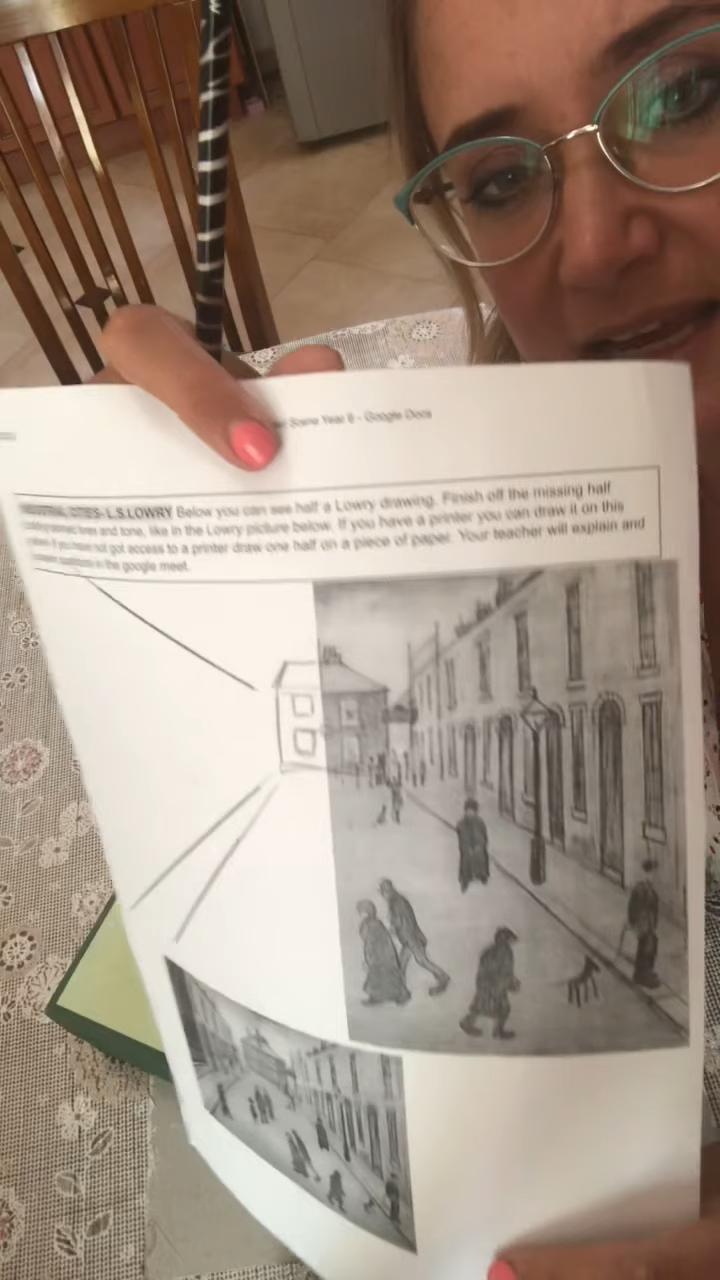 Scene Year 8 - Google Docs
INDUSTRIAL CITIES- L.S.LOWRY Below you can see half a Lowry drawing. Finish off the missing half
lines and tone, like in the Lowry picture below. If you have a printer you can draw it on this
if you have not got access to a printer draw one half on a piece of paper. Your teacher will explain and
questions in the google meet.